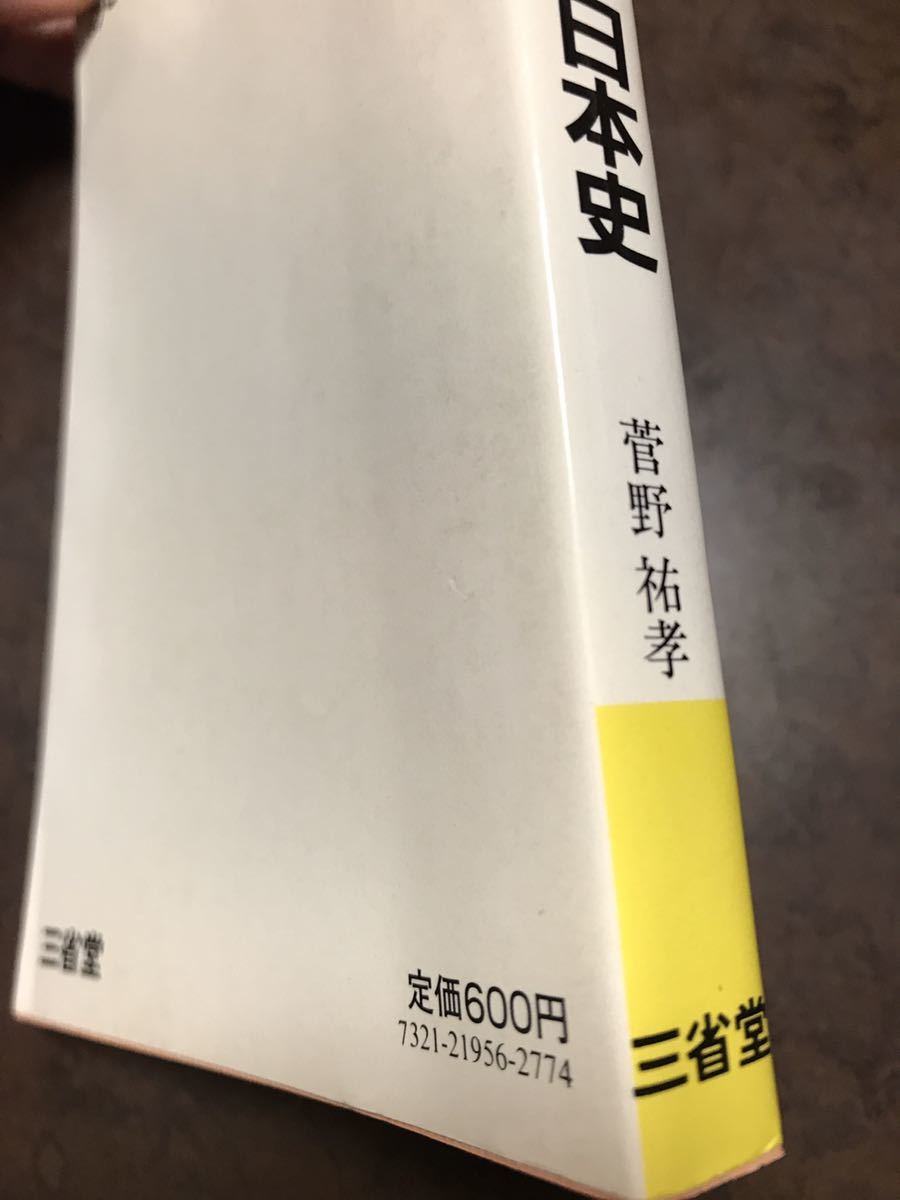 日本史
菅野祐孝
三省堂
三省堂
定価600円
7321-21956-2774